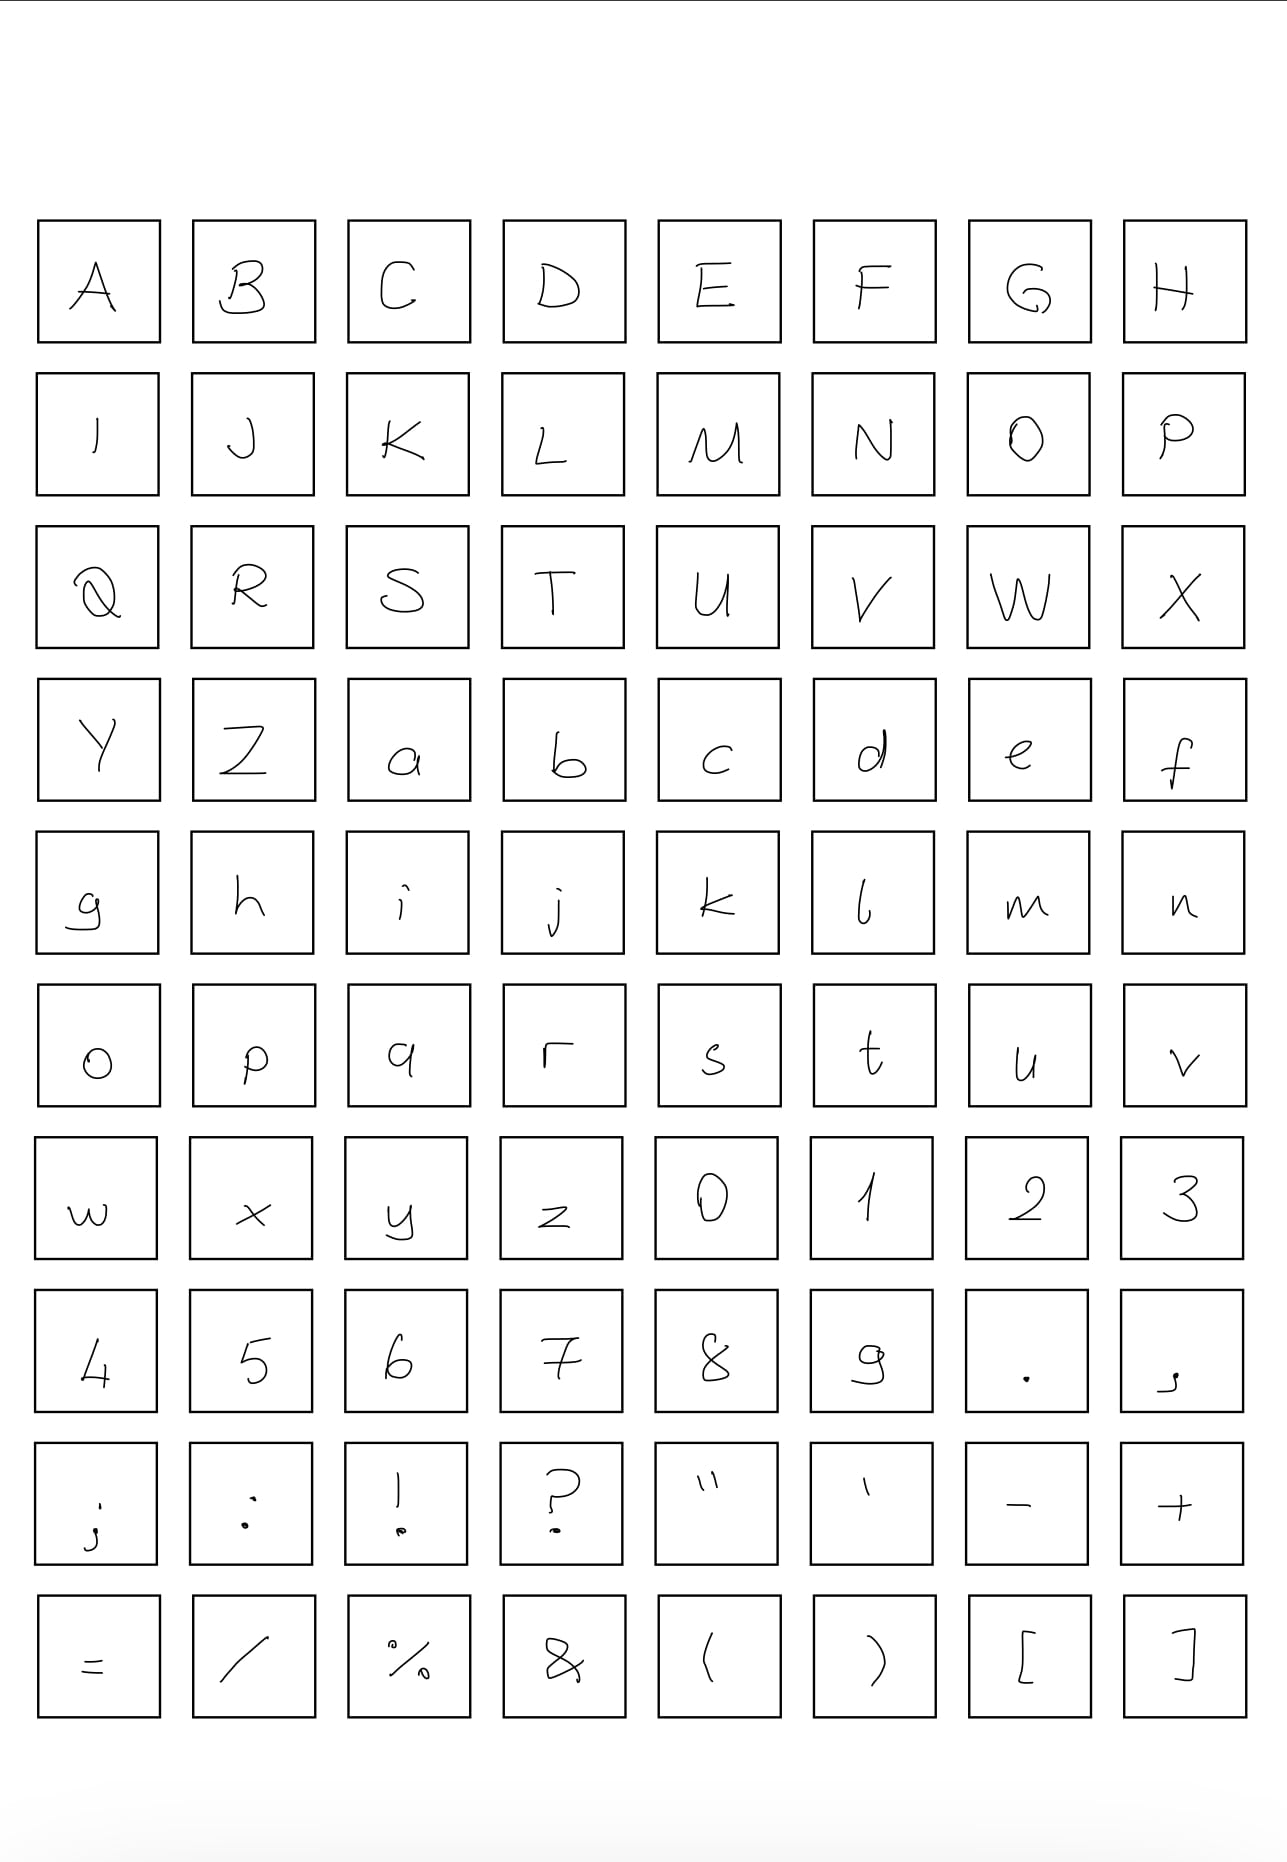 A B C D E F G H
I J K L M N O P
Q R S T U V W X
Y Z a b c d e f
g h i j k l m n
o p q r s t u v
w x y z 0 1 2 3
4 5 6 7 8 9 . ,
; : ! ? " ' - +
= / % & ( ) [ ]